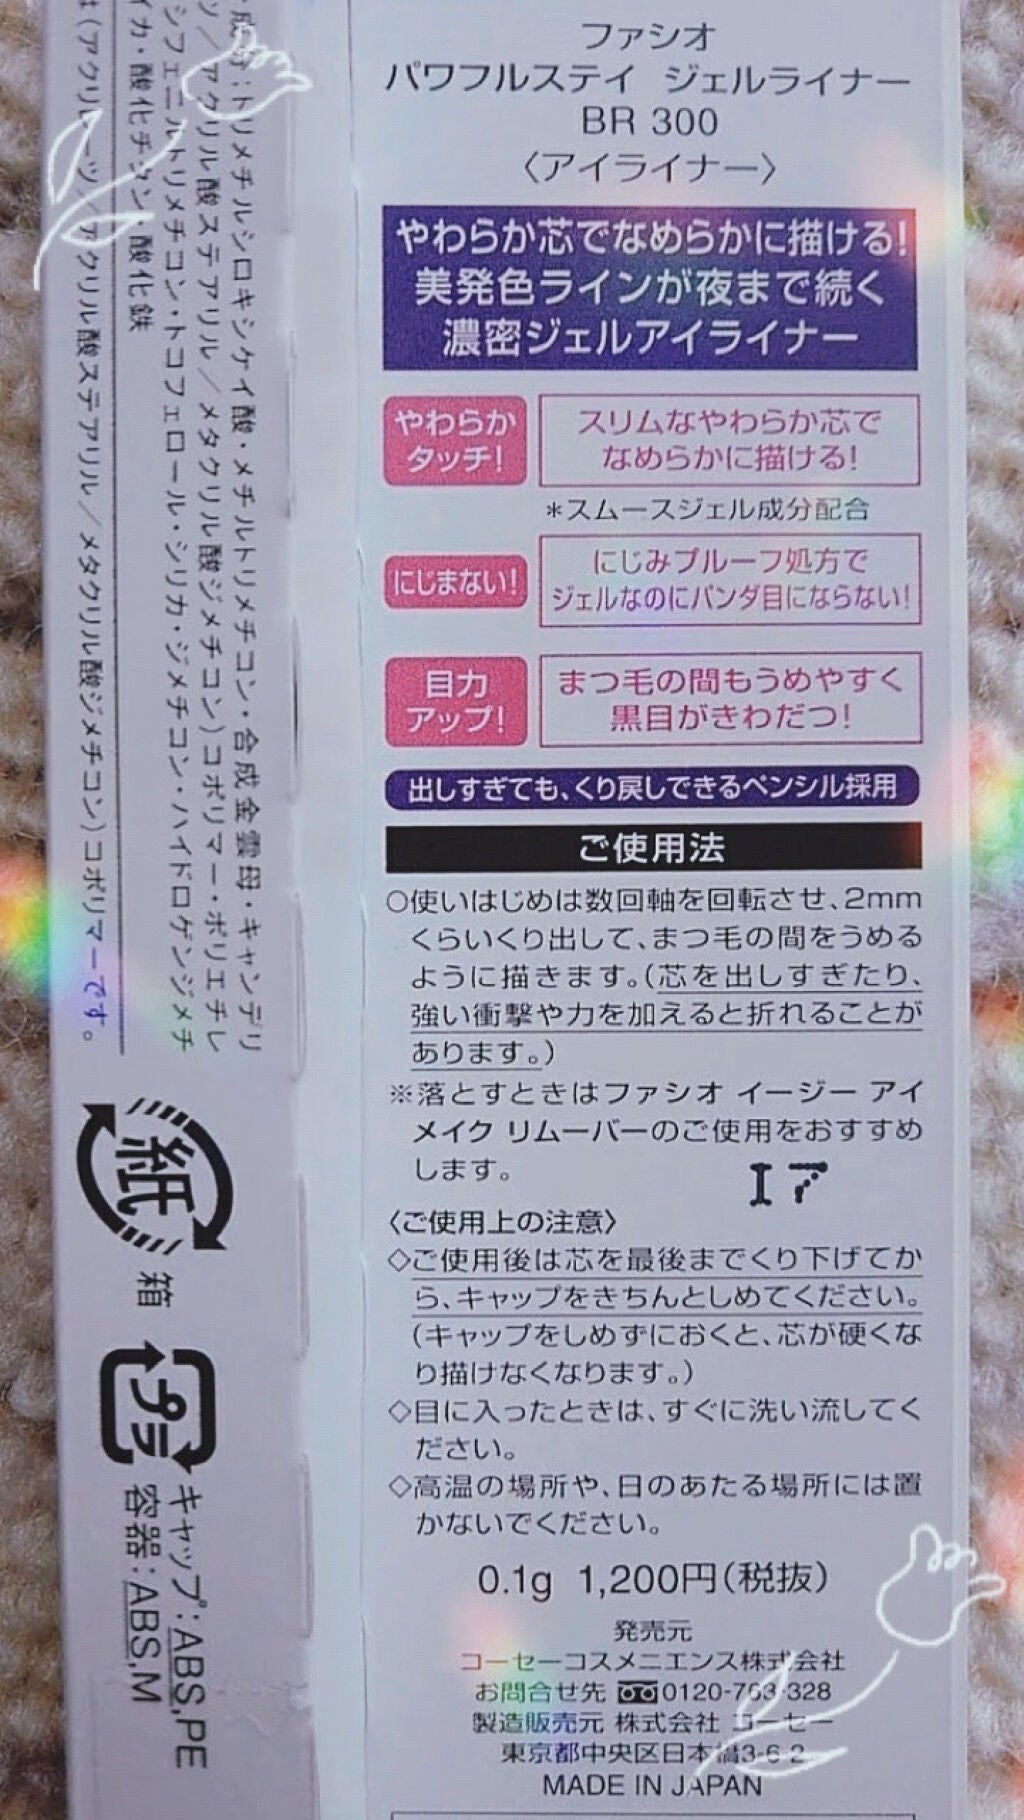 ファシオ
パワフルステイ ジェルライナー
BR 300
〈アイライナー〉
やわらか芯でなめらかに描ける!
美発色ラインが夜まで続く
濃密ジェルアイライナー
やわらか
タッチ!
スリムなやわらか芯で
なめらかに描ける!
*スムースジェル成分配合
にじまない!
にじみプルーフ処方で
ジェルなのにパンダ目にならない!
目力
アップ!
まつ毛の間もうめやすく
黒目がきわだつ!
出しすぎても、くり戻しできるペンシル採用
ご使用法
○使いはじめは数回軸を回転させ、2mm
くらいくり出して、まつ毛の間をうめる
ように描きます。(芯を出しすぎたり、
強い衝撃や力を加えると折れることが
あります。)
※落とすときはファシオ イージー アイ
メイク リムーバーのご使用をおすすめ
します。
I7
〈ご使用上の注意〉
◇ご使用後は芯を最後までくり下げてか
ら、キャップをきちんとしめてください。
(キャップをしめずにおくと、芯が硬くな
り描けなくなります。)
◇目に入ったときは、すぐに洗い流してく
ださい。
◇高温の場所や、日のあたる場所には置
かないでください。
0.1g 1,200円(税抜)
発売元
コーセーコスメニエンス株式会社
お問合せ先 0120-763-328
製造販売元 株式会社 コーセー
東京都中央区日本橋3-6-2
MADE IN JAPAN
成分:トリメチルシロキシケイ酸・メチルトリメチコン・合成金雲母・キャンデリ
ツ/アクリル酸ステアリル/メタクリル酸ジメチコン)コポリマー・ポリエチレ
シフェニルトリメチコン・トコフェロール・シリカ・ジメチコン・ハイドロゲンジメチ
イカ・酸化チタン・酸化鉄
は(アクリレーツ/アクリル酸ステアリル/メタクリル酸ジメチコン)コポリマーです。
紙
箱
プラ
キャップ:ABS,PE
容器:ABS,M